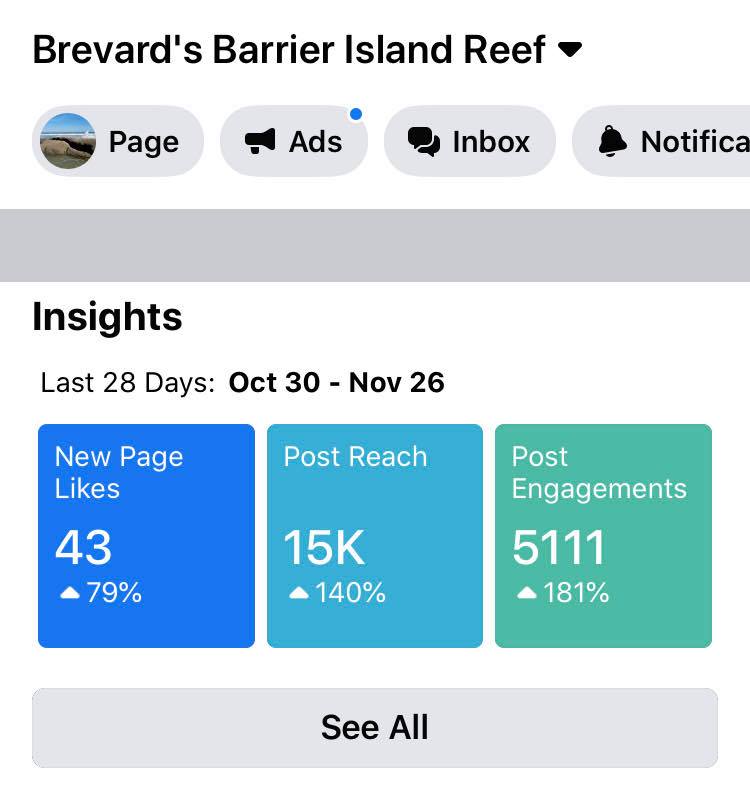 Brevard's Barrier Island Reef
Page
Ads
Inbox
Notifica
Insights
Last 28 Days: Oct 30 - Nov 26
New Page
Likes
43
79%
Post Reach
15K
140%
Post
Engagements
5111
181%
See All